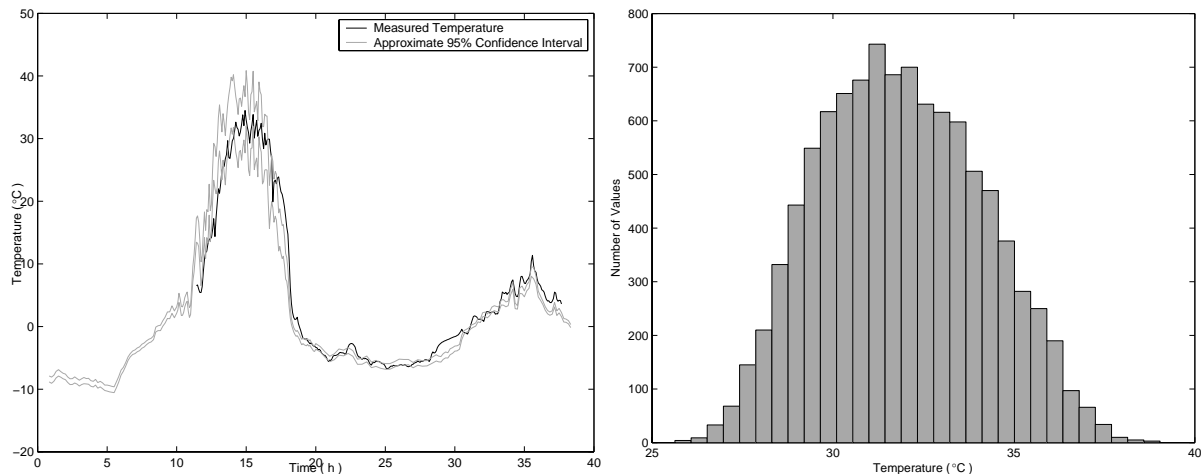 50
40
30
20
10
0
−10
−20
Temperature ( °C )
Measured Temperature
Approximate 95% Confidence Interval
0 5 10 15 20 25 30 35 40
Time ( h )
800
700
600
500
400
300
200
100
0
Number of Values
25 30 35 40
Temperature ( °C )